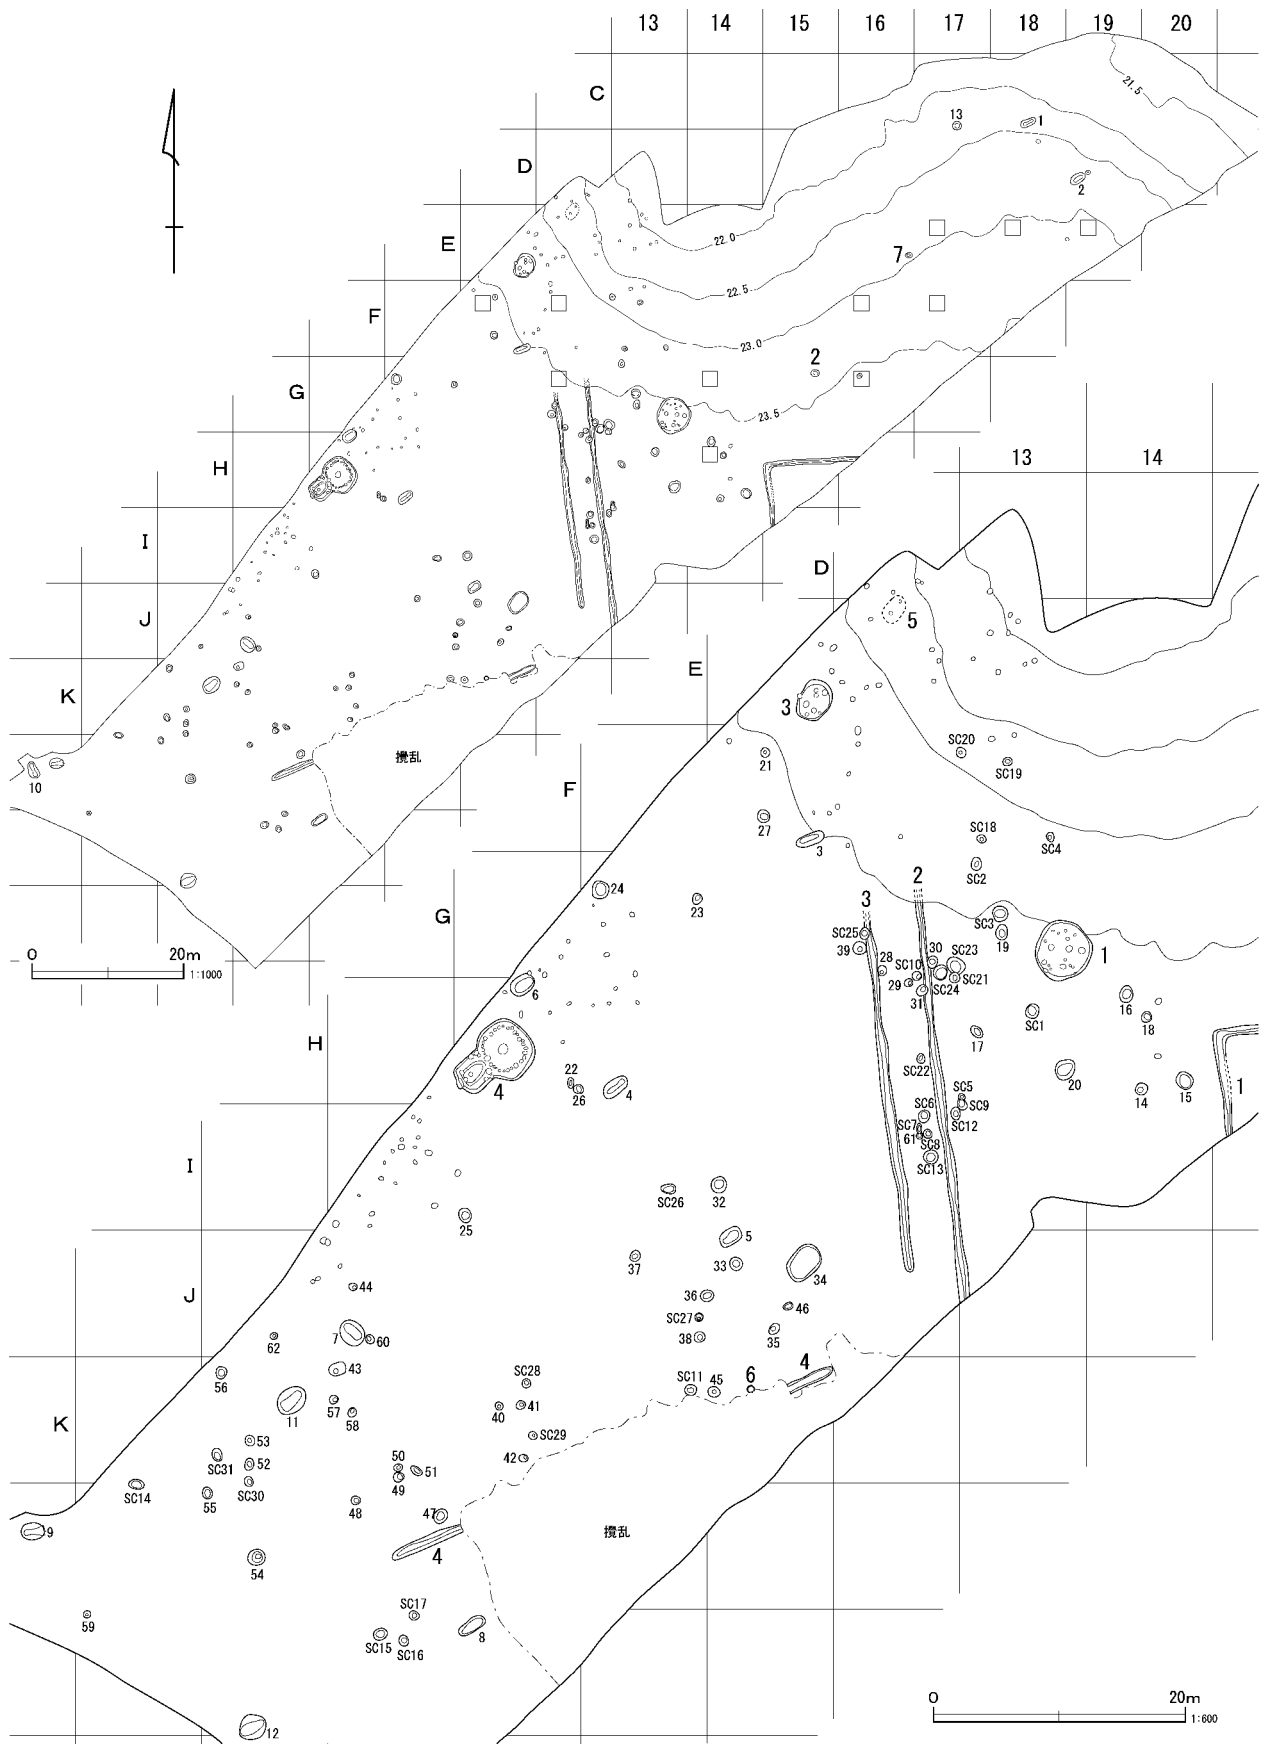 13 14 15 16 17 18 19 20
C
21.5
13
1
D
2
22.0
E
7
22.5
F
23.0
2
G
23.5
H
13 14
I
D
J
5
E
K
3
SC20
21
SC19
攪乱
10
F
27
SC18
SC4
3
SC2
2
24
3
23
SC3
G
SC25
19
0 20m
1:1000
39
30
SC23
1
28
SC10
SC21
29
SC24
6
31
16
18
SC1
H
17
22
SC22
4
26
4
20
SC5
14
15
1
SC6
SC9
SC7
SC12
61
SC8
SC13
I
SC26
32
25
5
37
33
34
44
36
J
46
SC27
7
60
62
38
35
43
SC28
SC11
45
6
4
56
11
57
58
40
41
K
53
SC29
SC31
52
42
50
51
SC14
55
SC30
49
48
47
9
攪乱
4
54
SC17
59
8
SC15
SC16
0 20m
1:600
12